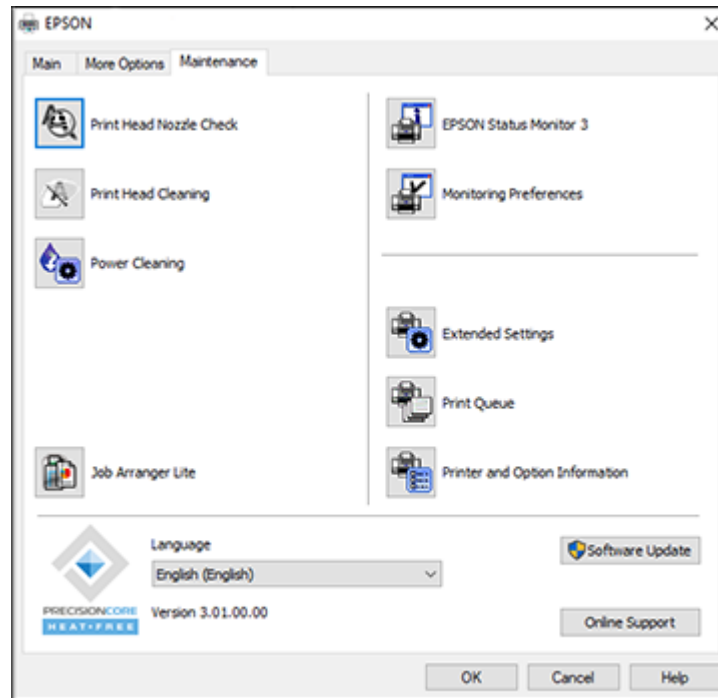 EPSON
Main
More Options
Maintenance
Print Head Nozzle Check
Print Head Cleaning
Power Cleaning
Job Arranger Lite
EPSON Status Monitor 3
Monitoring Preferences
Extended Settings
Print Queue
Printer and Option Information
PRECISIONCORE
HEAT-FREE
Language
English (English)
Version 3.01.00.00
Software Update
Online Support
OK
Cancel
Help